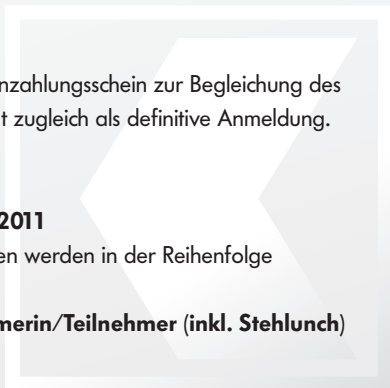 nzahlungsschein zur Begleichung des
t zugleich als definitive Anmeldung.
2011
en werden in der Reihenfolge
merin/Teilnehmer (inkl. Stehlunch)